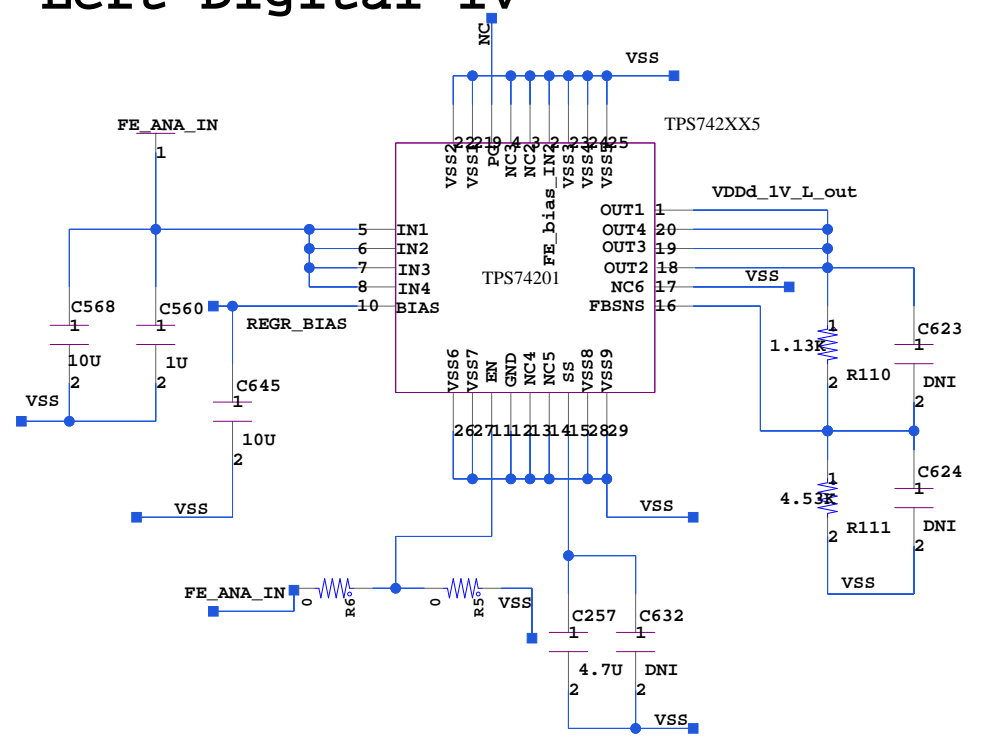 Left Digital 1V
NC
VSS
TPS742XX5
FE_ANA_IN
1
22 21 9 4 3 2 23 24 25
VSS2
VSS1
PG
NC3
NC2
FE_bias_IN2
VSS3
VSS4
VSS5
VDDd_1V_L_out
OUT1 1
OUT4 20
OUT3 19
OUT2 18
NC6 17
VSS
FBSNS 16
5 IN1
6 IN2
7 IN3
8 IN4
10 BIAS
TPS74201
REGR_BIAS
C568
1
10U
2
C560
1
1U
2
VSS
C645
1
10U
2
VSS
VSS6
VSS7
EN
GND
NC4
NC5
SS
VSS8
VSS9
26 27 11 12 13 14 15 28 29
VSS
1
1.13K
2
R110
C623
1
DNI
2
1
4.53K
2
R111
C624
1
DNI
2
VSS
FE_ANA_IN
0
R6
0
R5
VSS
C257
1
4.7U
2
C632
1
DNI
2
VSS